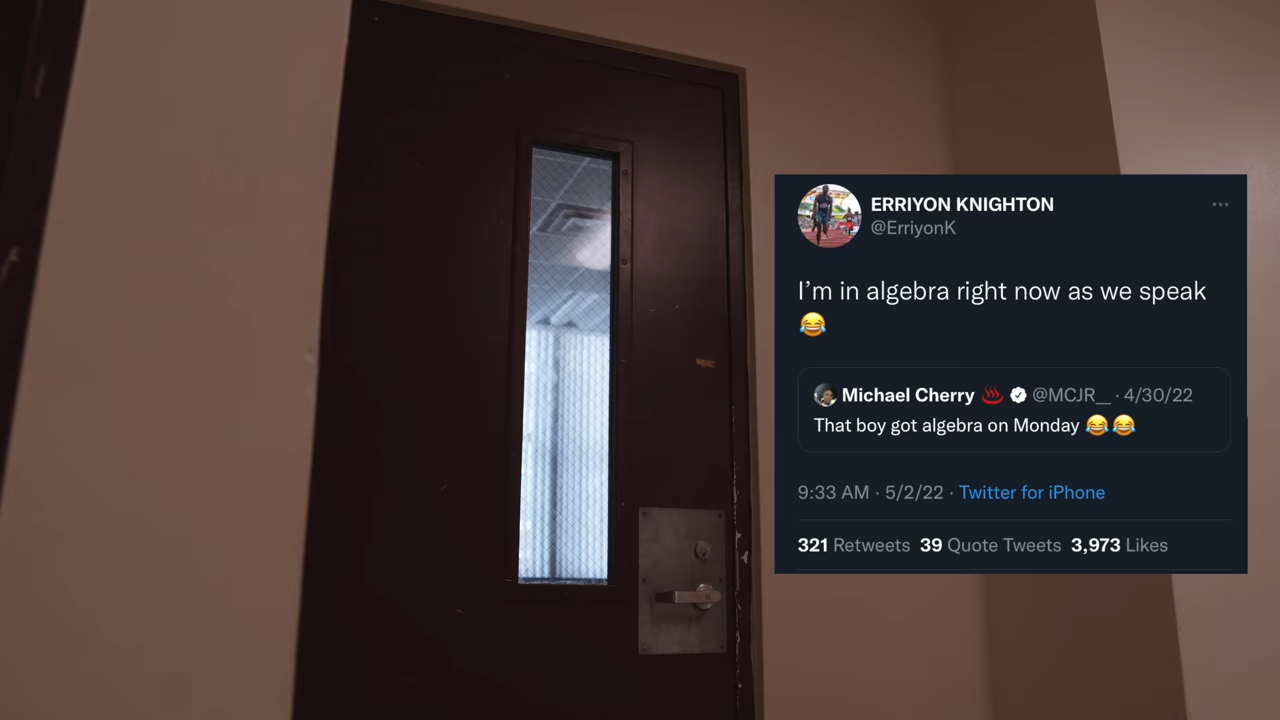 ERRIYON KNIGHTON
@ErriyonK
I’m in algebra right now as we speak
😂
Michael Cherry ♨️ @MCJR__ · 4/30/22
That boy got algebra on Monday 😂😂
9:33 AM · 5/2/22 · Twitter for iPhone
321 Retweets 39 Quote Tweets 3,973 Likes